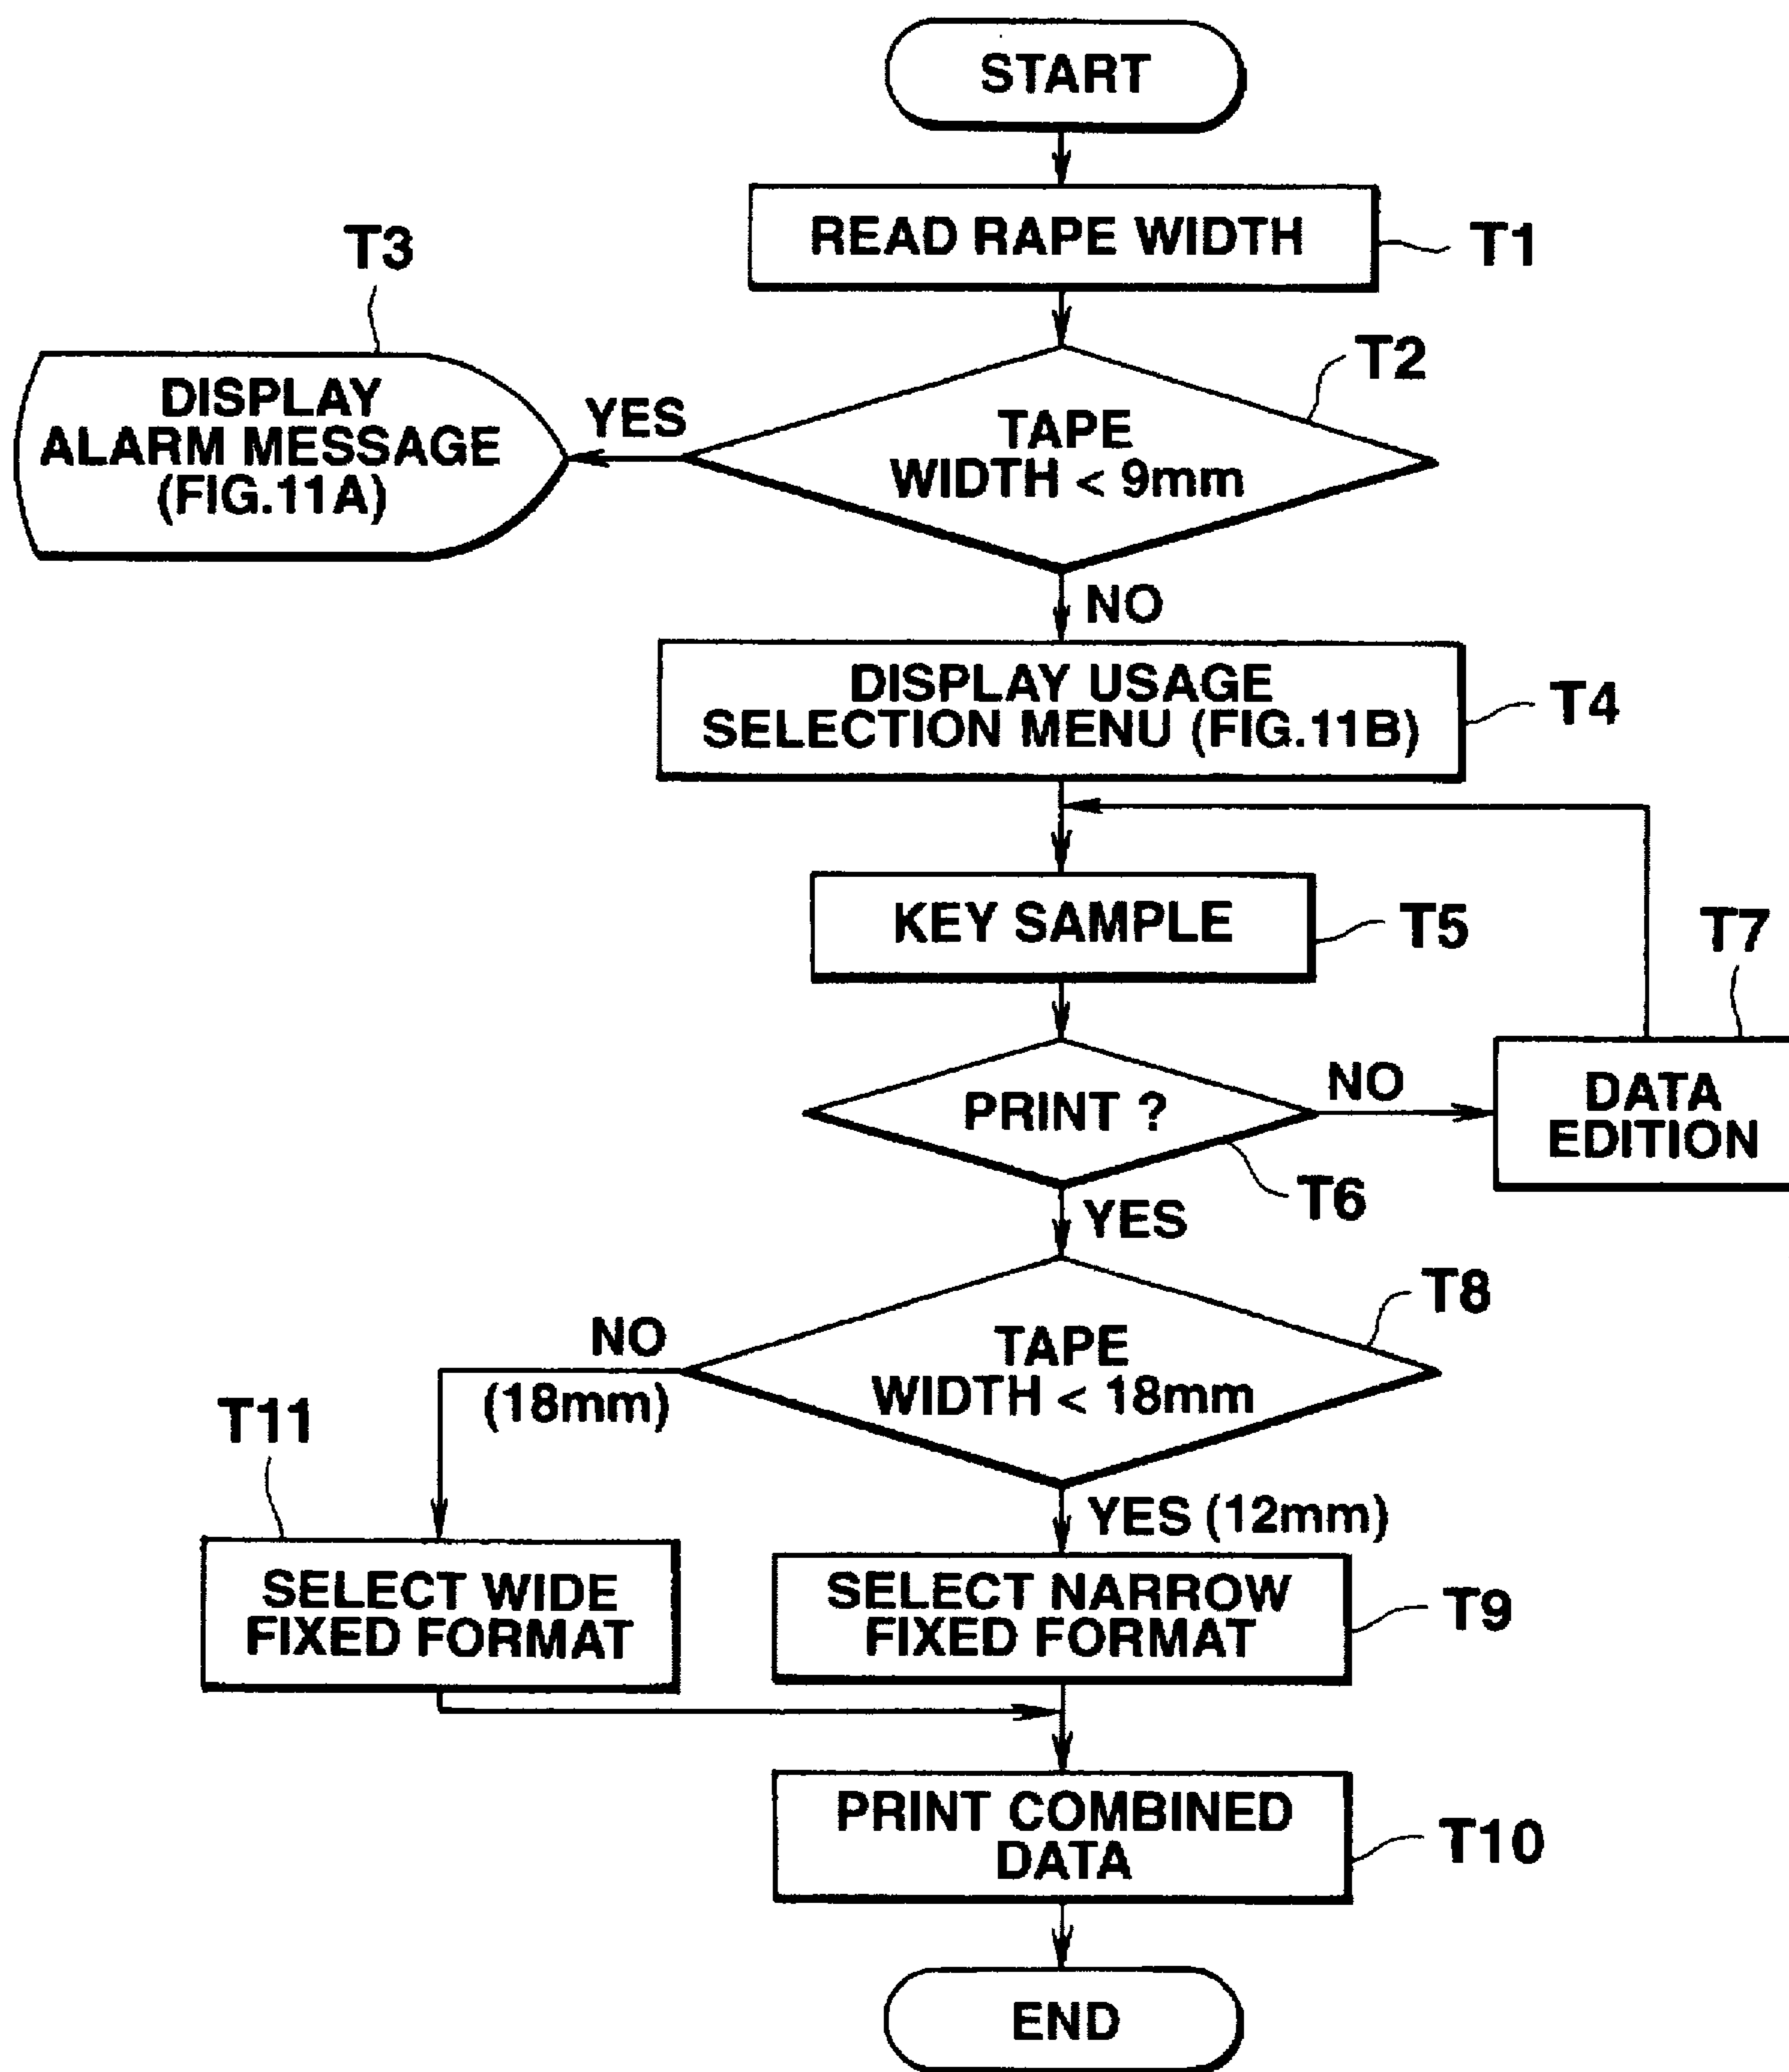 START
READ RAPE WIDTH
T1
T3
T2
DISPLAY
ALARM MESSAGE
(FIG.11A)
YES
TAPE
WIDTH < 9mm
NO
DISPLAY USAGE
SELECTION MENU (FIG.11B)
T4
KEY SAMPLE
T5
T7
PRINT ?
NO
DATA
EDITION
T6
YES
T8
NO
(18mm)
TAPE
WIDTH < 18mm
T11
YES (12mm)
SELECT WIDE
FIXED FORMAT
SELECT NARROW
FIXED FORMAT
T9
PRINT COMBINED
DATA
T10
END